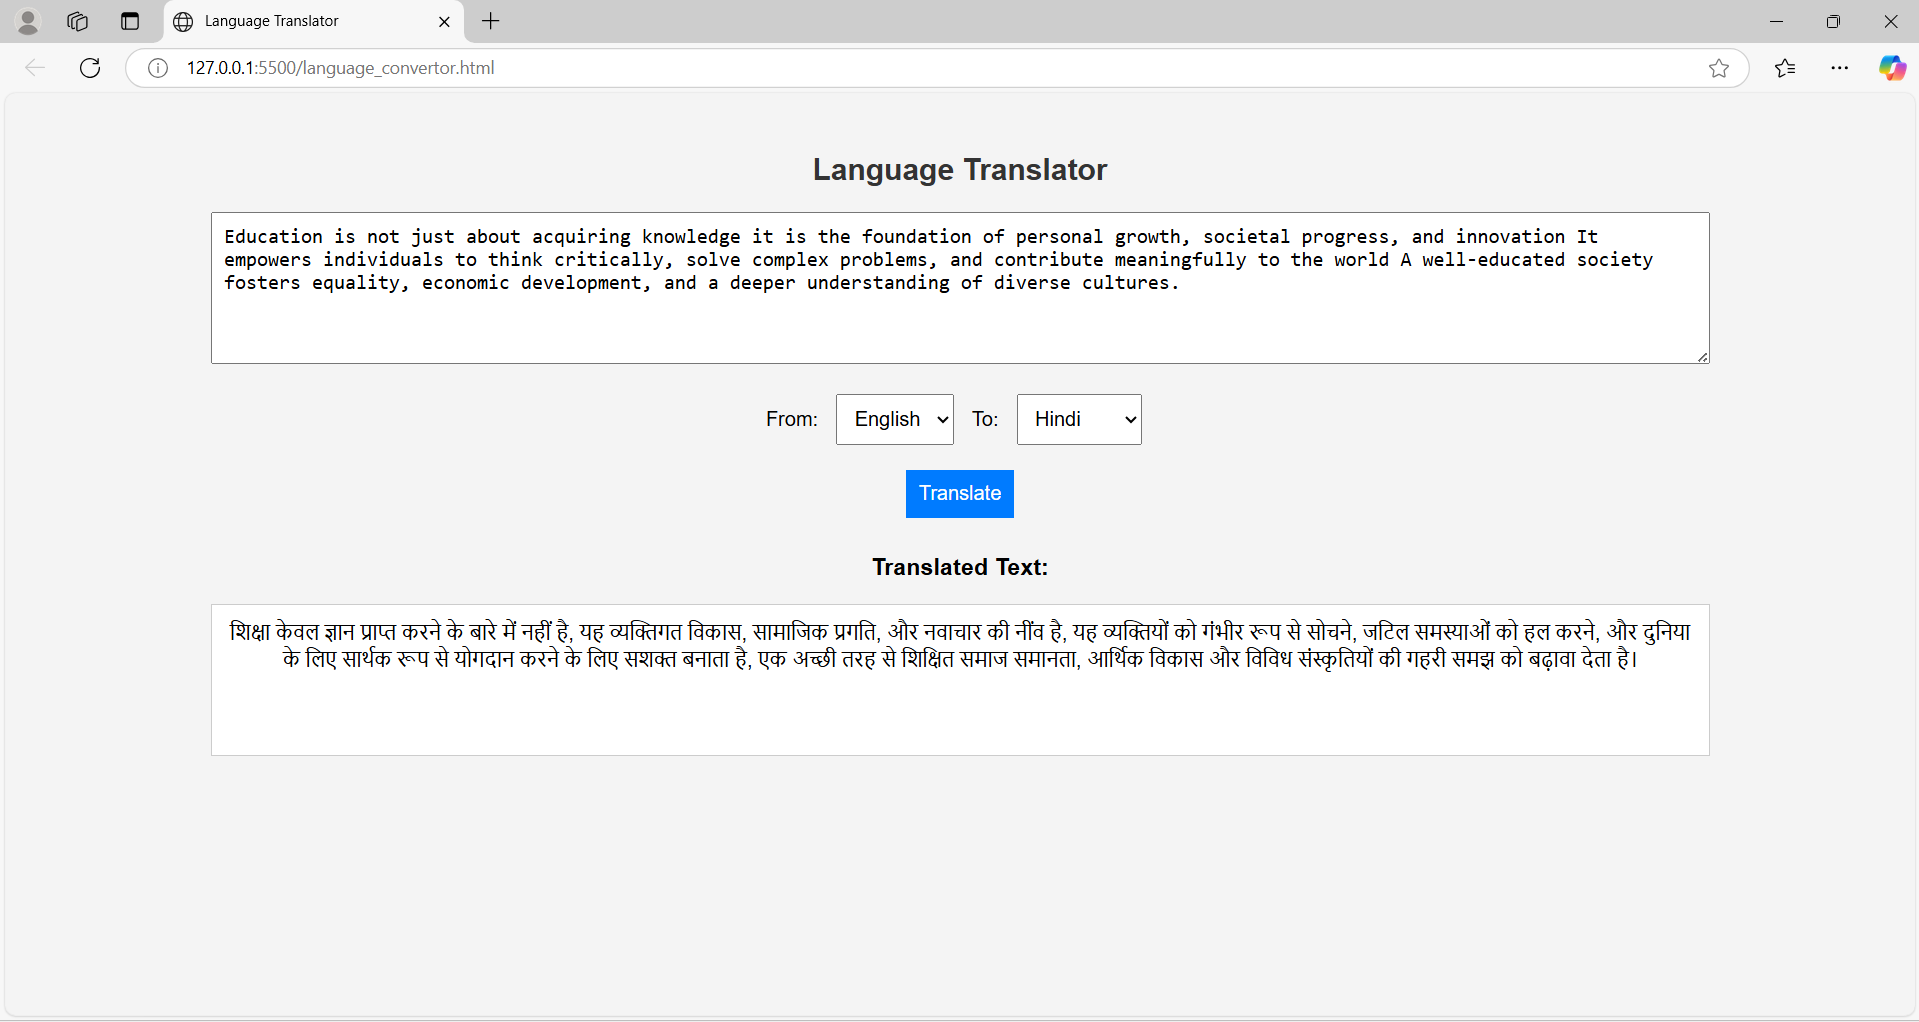 Language Translator
127.0.0.1:5500/language_convertor.html
Language Translator
Education is not just about acquiring knowledge it is the foundation of personal growth, societal progress, and innovation It
empowers individuals to think critically, solve complex problems, and contribute meaningfully to the world A well-educated society
fosters equality, economic development, and a deeper understanding of diverse cultures.
From: English To: Hindi
Translate
Translated Text:
शिक्षा केवल ज्ञान प्राप्त करने के बारे में नहीं है, यह व्यक्तिगत विकास, सामाजिक प्रगति, और नवाचार की नींव है, यह व्यक्तियों को गंभीर रूप से सोचने, जटिल समस्याओं को हल करने, और दुनिया
के लिए सार्थक रूप से योगदान करने के लिए सशक्त बनाता है, एक अच्छी तरह से शिक्षित समाज समानता, आर्थिक विकास और विविध संस्कृतियों की गहरी समझ को बढ़ावा देता है।